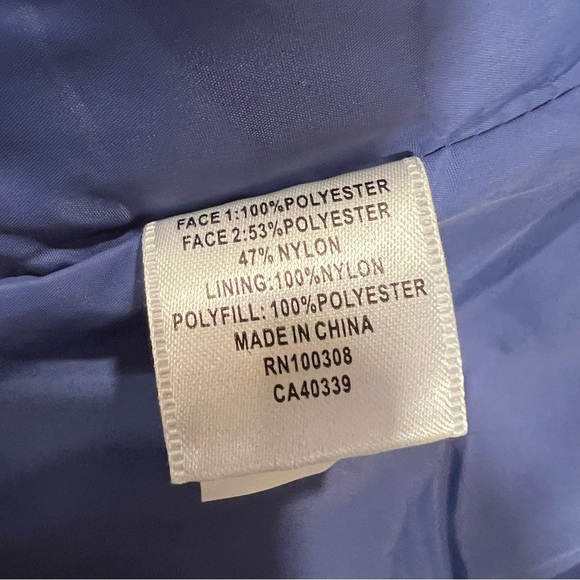 FACE 1:100%POLYESTER
FACE 2:53%POLYESTER
47% NYLON
LINING:100%NYLON
POLYFILL: 100%POLYESTER
MADE IN CHINA
RN100308
CA40339